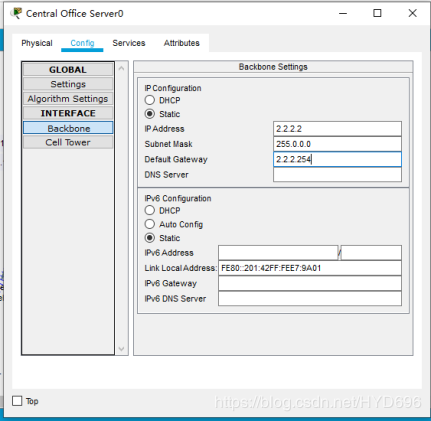 Central Office Server0
Physical Config Services Attributes
GLOBAL
Settings
Algorithm Settings
INTERFACE
Backbone
Cell Tower
Backbone Settings
IP Configuration
DHCP
Static
IP Address 2.2.2.2
Subnet Mask 255.0.0.0
Default Gateway 2.2.2.254
DNS Server
IPv6 Configuration
DHCP
Auto Config
Static
IPv6 Address /
Link Local Address: FE80::201:42FF:FEE7:9A01
IPv6 Gateway
IPv6 DNS Server
Top
https://blog.csdn.net/HYD696